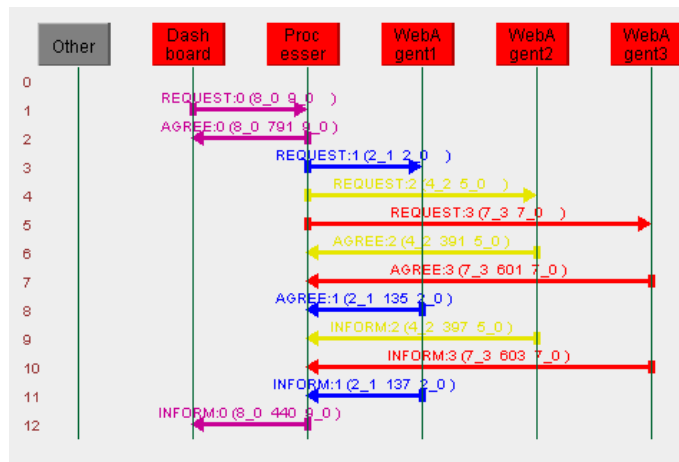 Other
Dash
board
Proc
esser
WebA
gent1
WebA
gent2
WebA
gent3
0
1
REQUEST:0 (8_0 9_0 )
2
AGREE:0 (8_0 791 9_0 )
3
REQUEST:1 (2_1 2_0 )
4
REQUEST:2 (4_2 5_0 )
5
REQUEST:3 (7_3 7_0 )
6
AGREE:2 (4_2 391 5_0 )
7
AGREE:3 (7_3 601 7_0 )
8
AGREE:1 (2_1 135 2_0 )
9
INFORM:2 (4_2 397 5_0 )
10
INFORM:3 (7_3 603 7_0 )
11
INFORM:1 (2_1 137 2_0 )
12
INFORM:0 (8_0 440 9_0 )